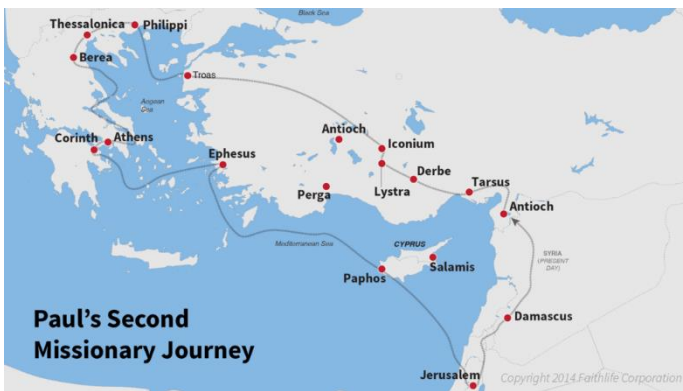 Black Sea
Thessalonica
Philippi
Berea
Troas
Aegean
Sea
Corinth
Athens
Ephesus
Antioch
Iconium
Derbe
Lystra
Perga
Tarsus
Antioch
Mediterranean Sea
CYPRUS
Salamis
Paphos
SYRIA
(PRESENT
DAY)
Damascus
Jerusalem
Paul's Second
Missionary Journey
Copyright 2014 Faithlife Corporation